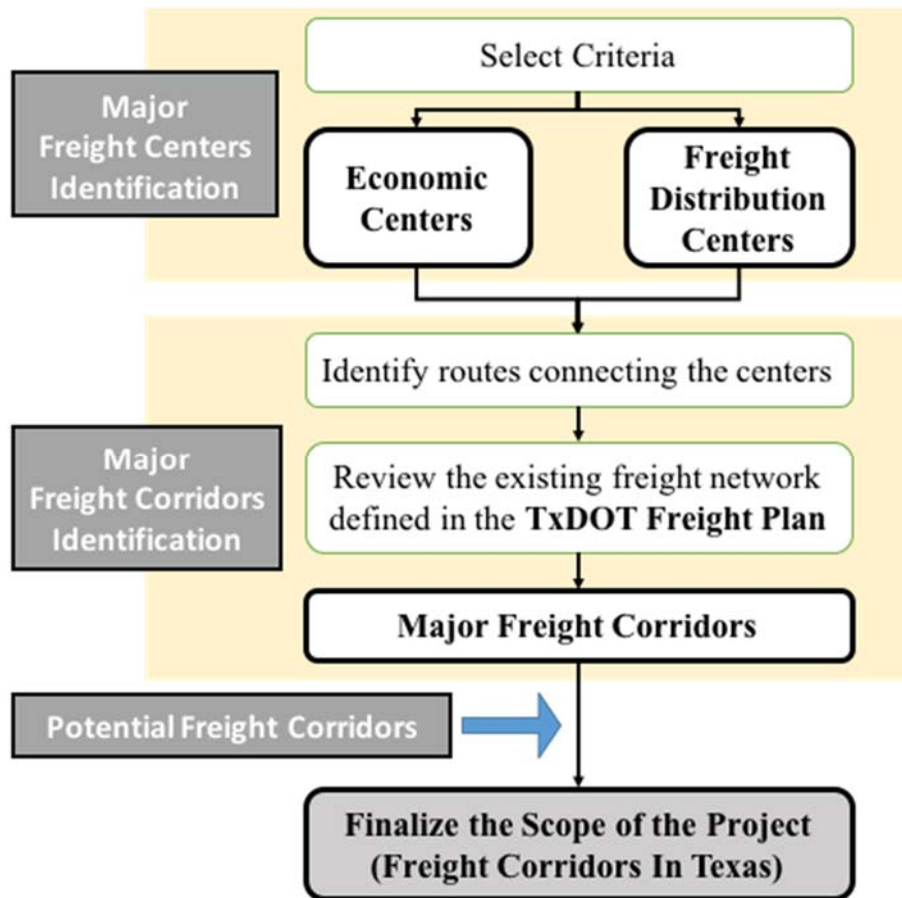 Select Criteria
Major
Freight Centers
Identification
Economic
Centers
Freight
Distribution
Centers
Identify routes connecting the centers
Major
Freight Corridors
Identification
Review the existing freight network
defined in the TxDOT Freight Plan
Major Freight Corridors
Potential Freight Corridors
Finalize the Scope of the Project
(Freight Corridors In Texas)